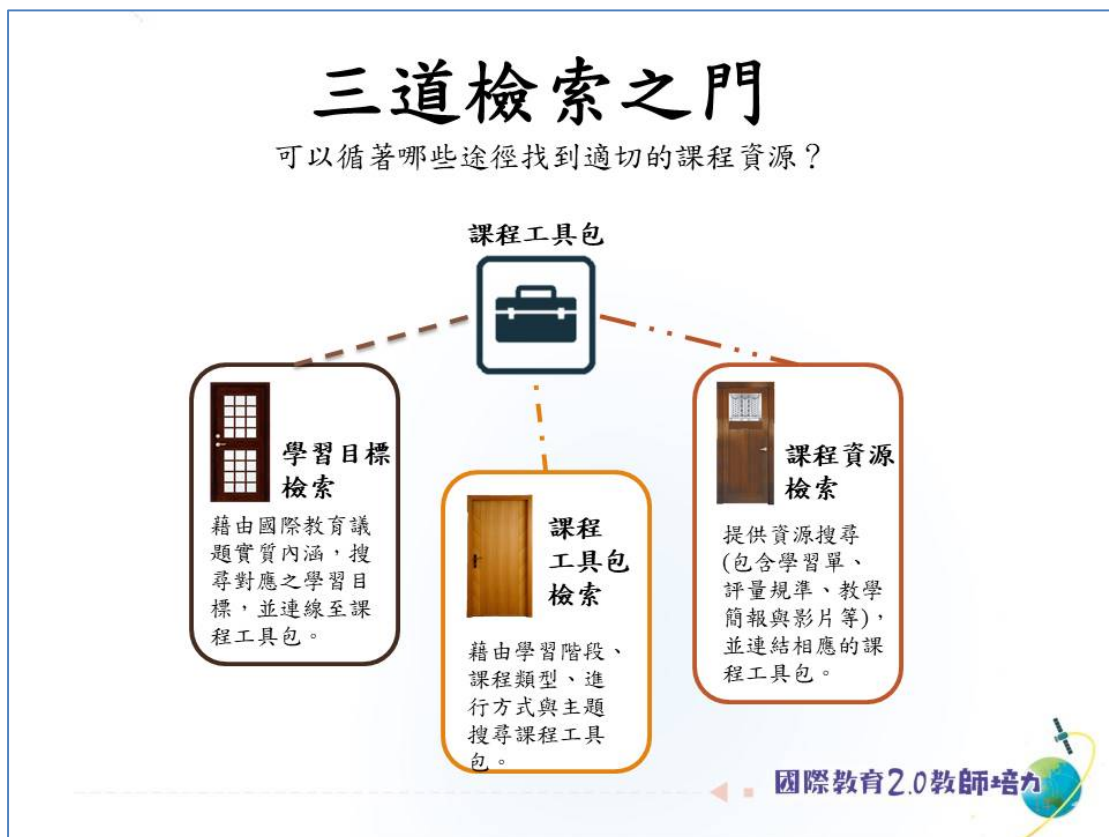 三道檢索之門
可以循著哪些途徑找到適切的課程資源？
課程工具包
學習目標
檢索
藉由國際教育議
題實質內涵，搜
尋對應之學習目
標，並連線至課
程工具包。
課程
工具包
檢索
藉由學習階段、
課程類型、進
行方式與主題
搜尋課程工具
包。
課程資源
檢索
提供資源搜尋
(包含學習單、
評量規準、教學
簡報與影片等)，
並連結相應的課
程工具包。
國際教育2.0教師培力